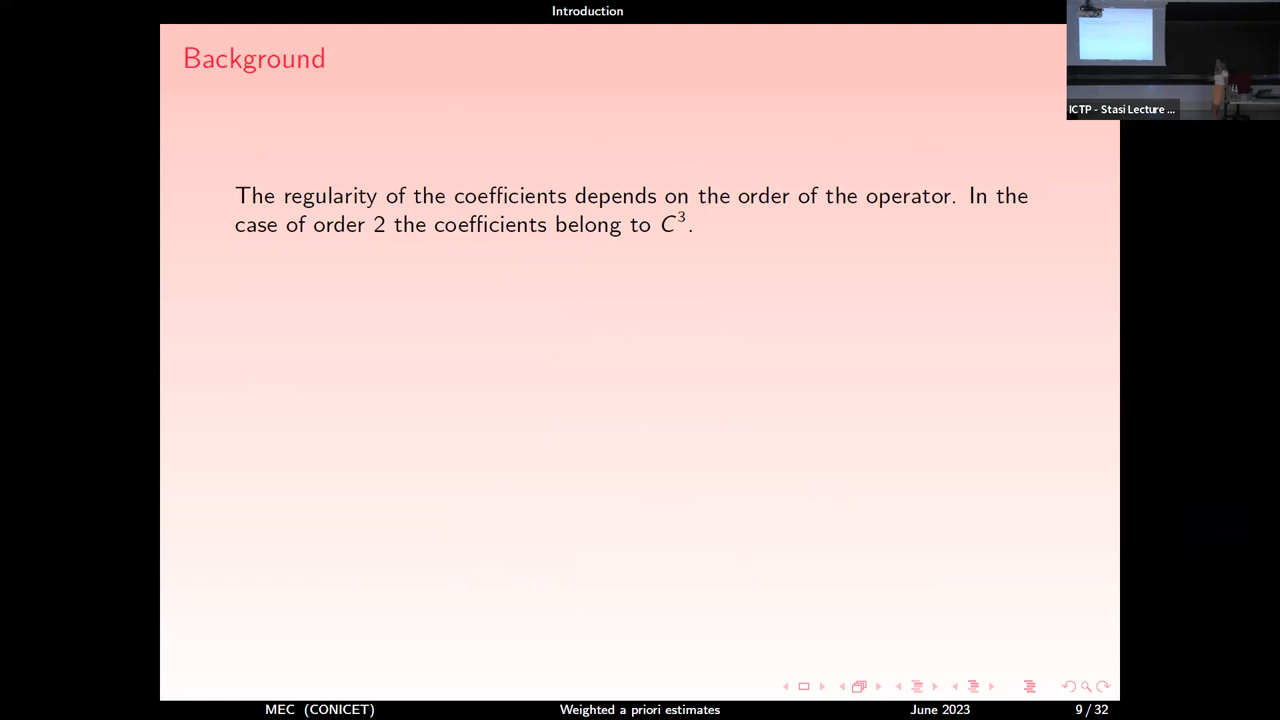 Introduction
Background
ICTP - Stasi Lecture ...
The regularity of the coefficients depends on the order of the operator. In the
case of order 2 the coefficients belong to C³.
MEC (CONICET) Weighted a priori estimates June 2023 9 / 32